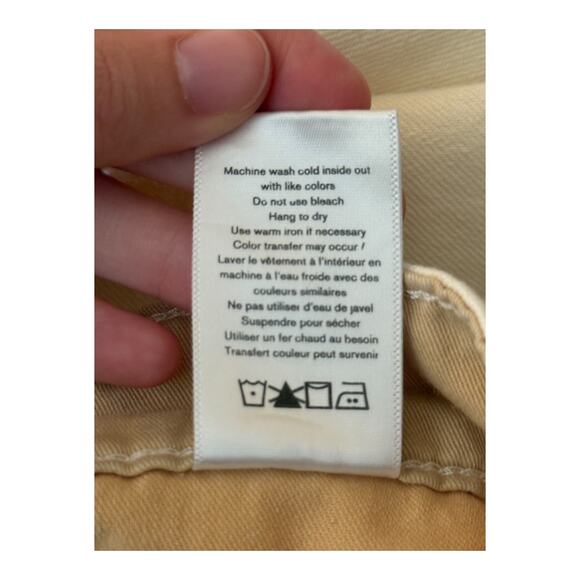 Machine wash cold inside out
with like colors
Do not use bleach
Hang to dry
Use warm iron if necessary
Color transfer may occur /
Laver le vêtement à l'intérieur en
machine à l'eau froide avec des
couleurs similaires
Ne pas utiliser d'eau de javel
Suspendre pour sécher
Utiliser un fer chaud au besoin
Transfert couleur peut survenir